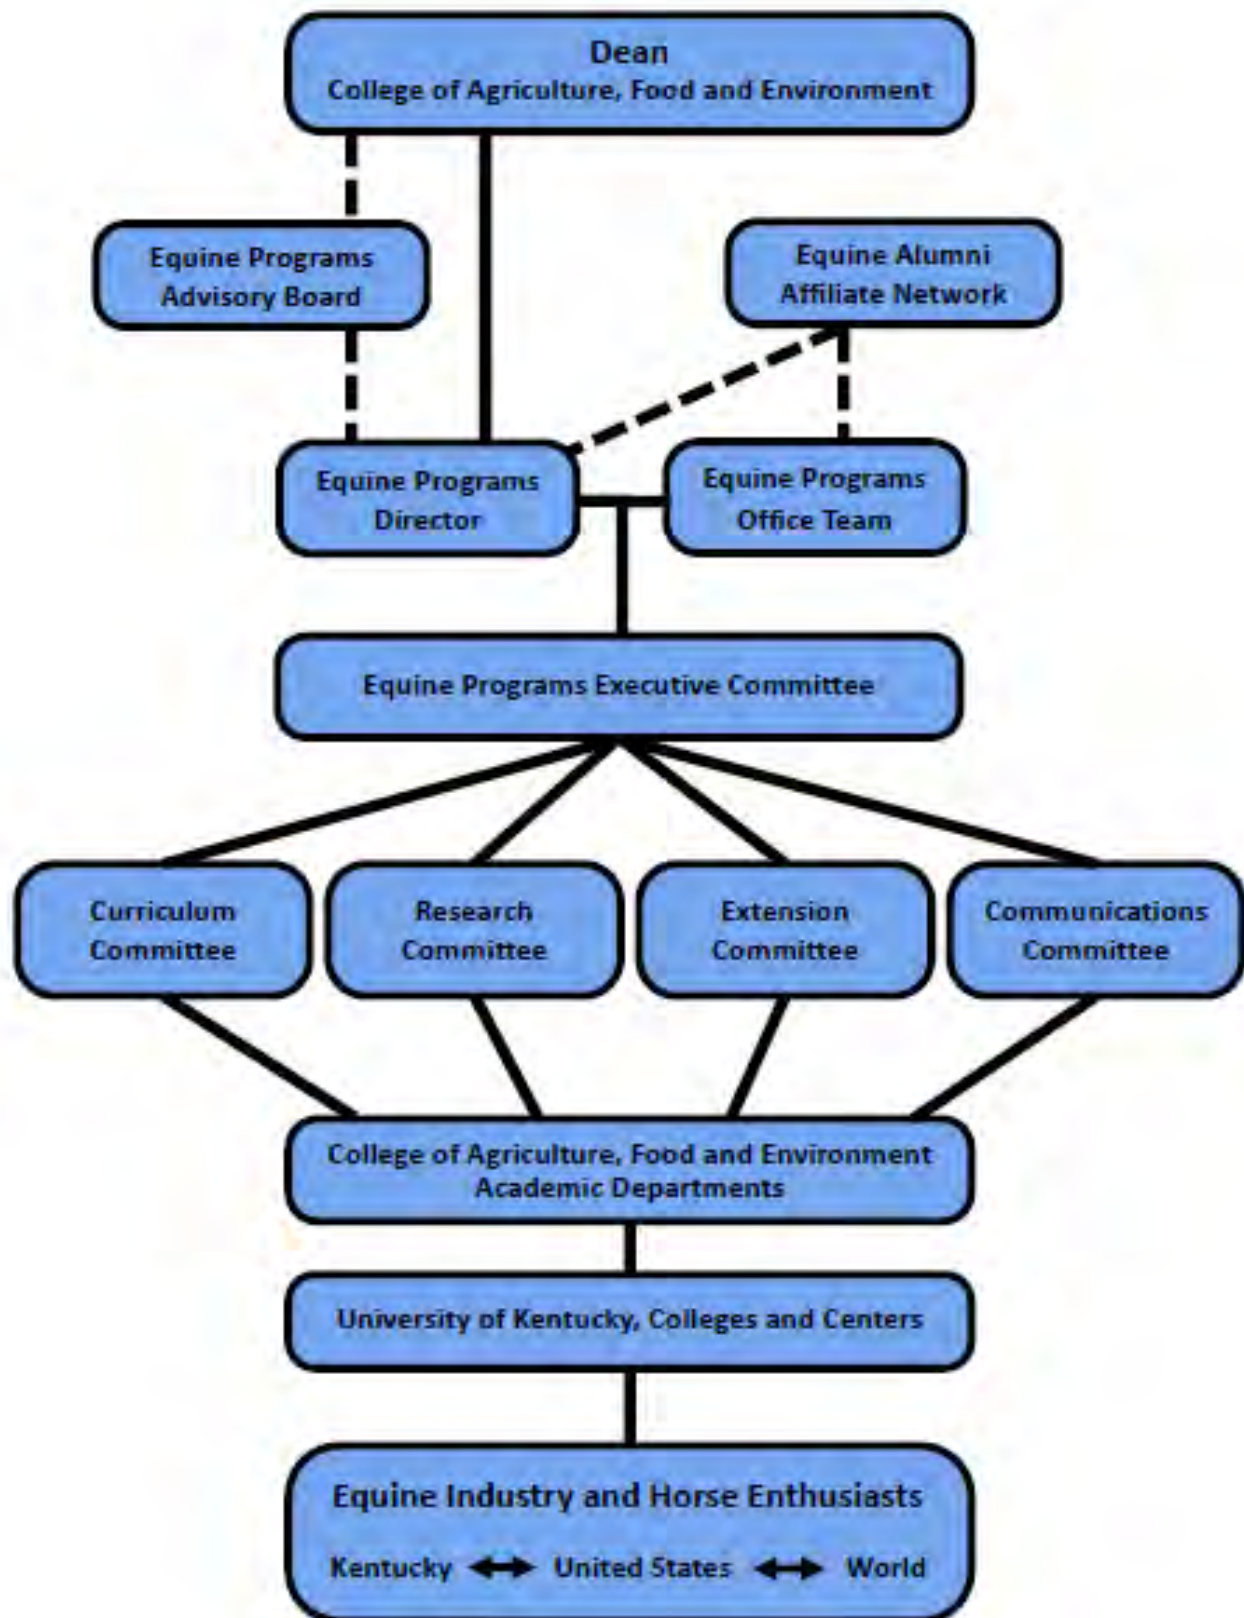 Dean
College of Agriculture, Food and Environment
Equine Programs
Advisory Board
Equine Alumni
Affiliate Network
Equine Programs
Director
Equine Programs
Office Team
Equine Programs Executive Committee
Curriculum
Committee
Research
Committee
Extension
Committee
Communications
Committee
College of Agriculture, Food and Environment
Academic Departments
University of Kentucky, Colleges and Centers
Equine Industry and Horse Enthusiasts
Kentucky United States World